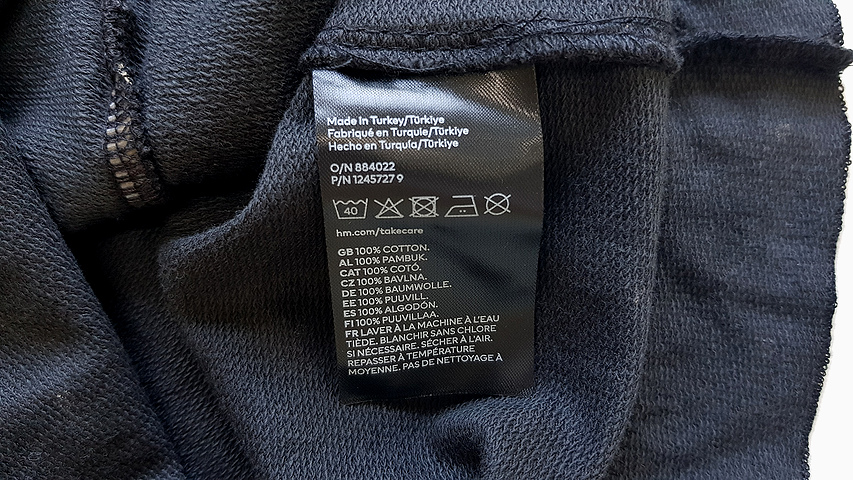 Made in Turkey/Türkiye
Fabriqué en Turquie/Türkiye
Hecho en Turquía/Türkiye
O/N 884022
P/N 1245727 9
40
hm.com/takecare
GB 100% COTTON.
AL 100% PAMBUK.
CAT 100% COTÓ.
CZ 100% BAVLNA.
DE 100% BAUMWOLLE.
EE 100% PUUVILL.
ES 100% ALGODÓN.
FI 100% PUUVILLAA.
FR LAVER À LA MACHINE À L'EAU
TIÈDE. BLANCHIR SANS CHLORE
SI NÉCESSAIRE. SÉCHER À L'AIR.
REPASSER À TEMPÉRATURE
MOYENNE. PAS DE NETTOYAGE À